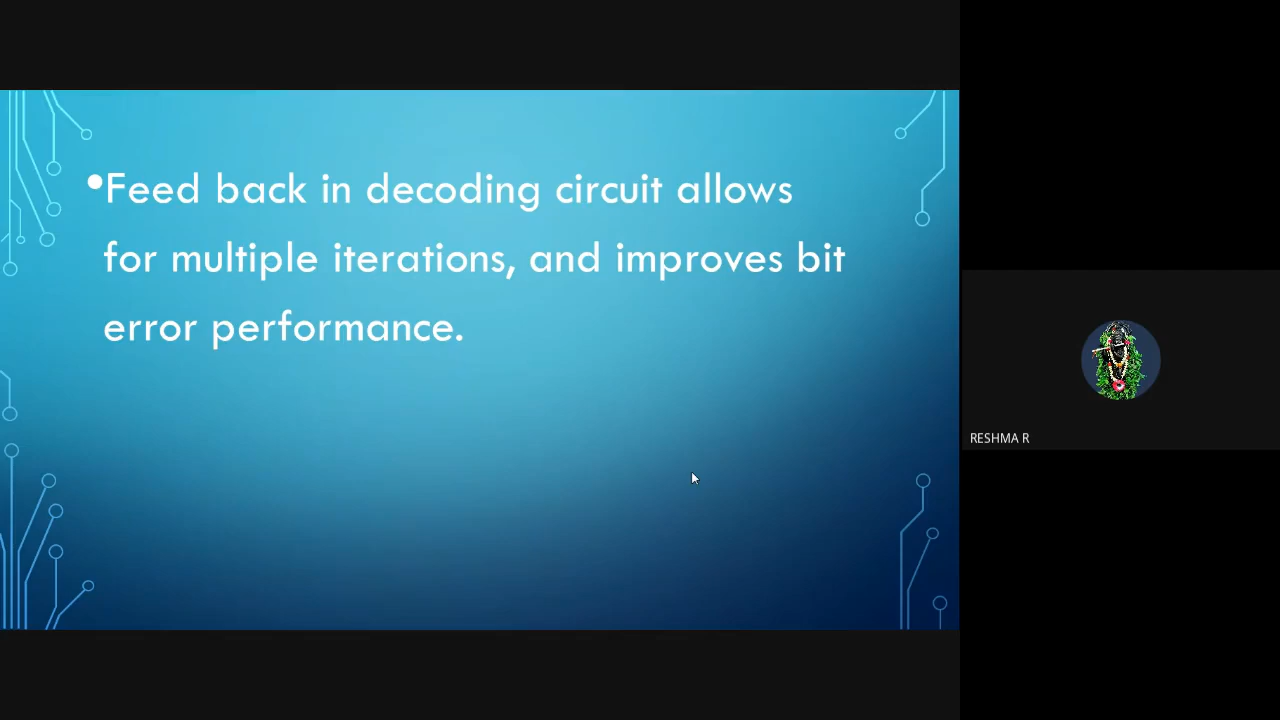 •Feed back in decoding circuit allows
for multiple iterations, and improves bit
error performance.
RESHMA R